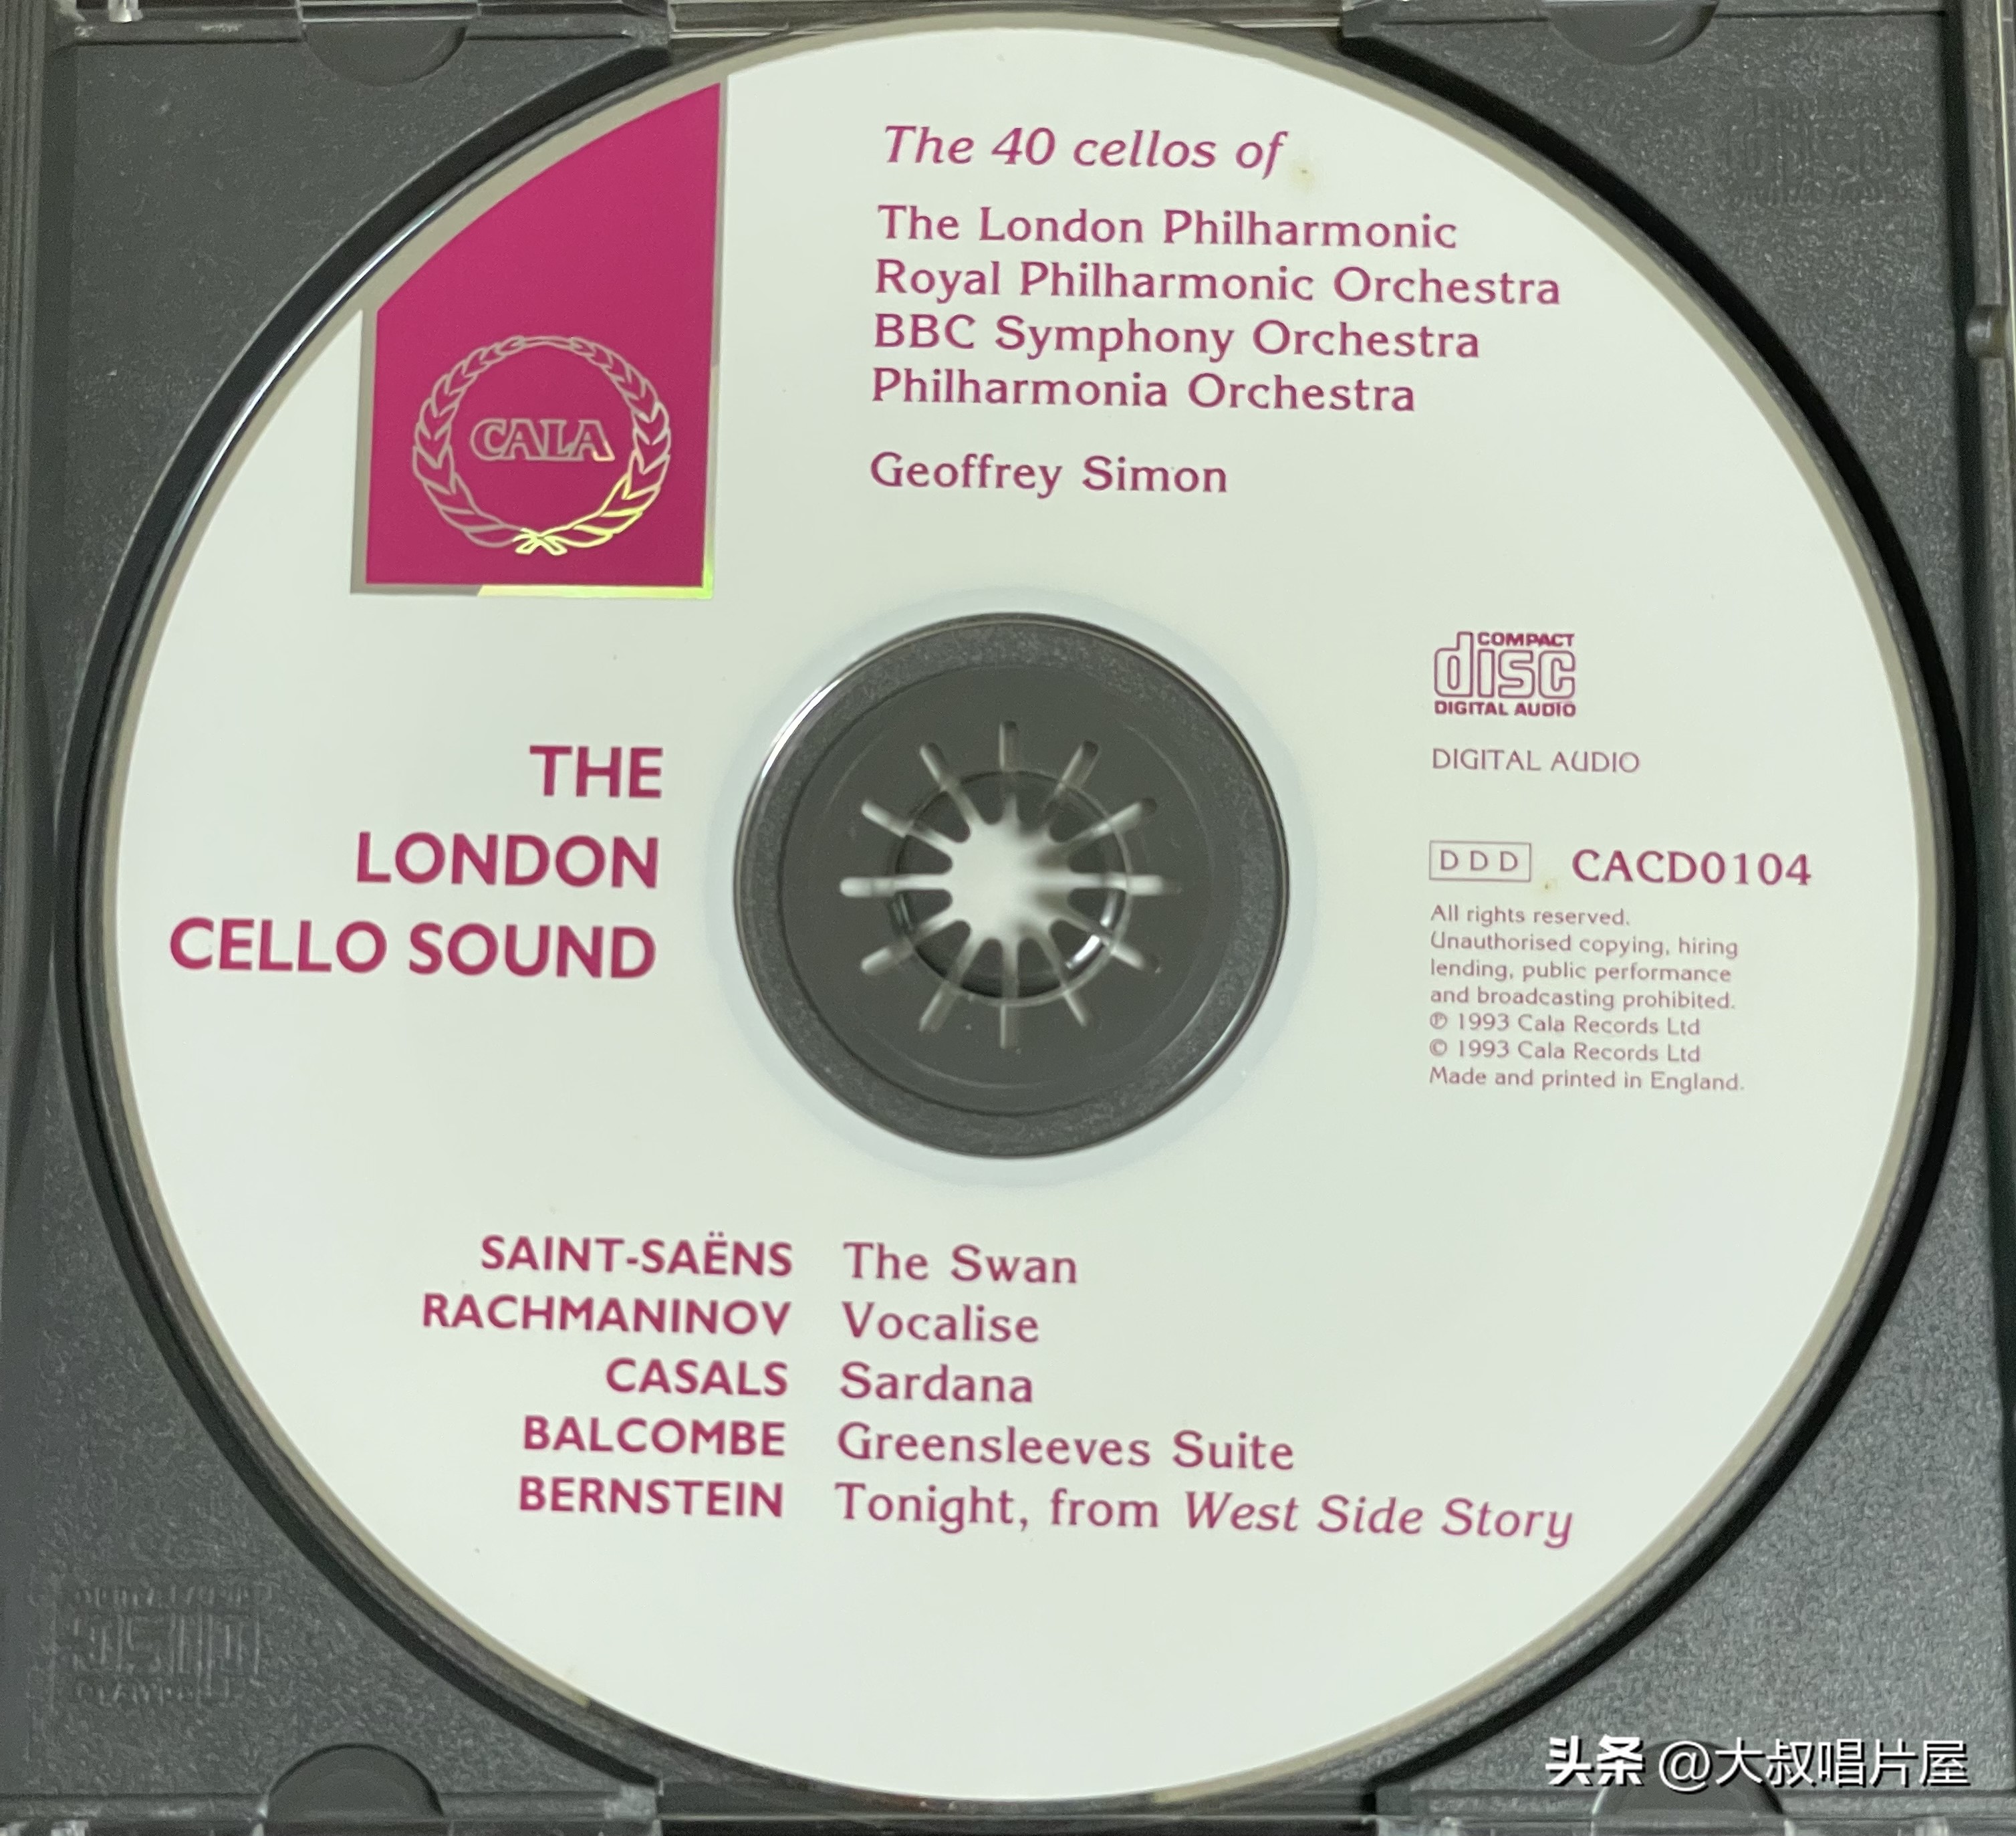 The 40 cellos of
The London Philharmonic
Royal Philharmonic Orchestra
BBC Symphony Orchestra
Philharmonia Orchestra
Geoffrey Simon
CALA
THE
LONDON
CELLO SOUND
COMPACT
disc
DIGITAL AUDIO
DIGITAL AUDIO
DDD CACD0104
All rights reserved.
Unauthorised copying, hiring
lending, public performance
and broadcasting prohibited.
℗ 1993 Cala Records Ltd
© 1993 Cala Records Ltd
Made and printed in England.
SAINT-SAËNS The Swan
RACHMANINOV Vocalise
CASALS Sardana
BALCOMBE Greensleeves Suite
BERNSTEIN Tonight, from West Side Story
头条 @大叔唱片屋